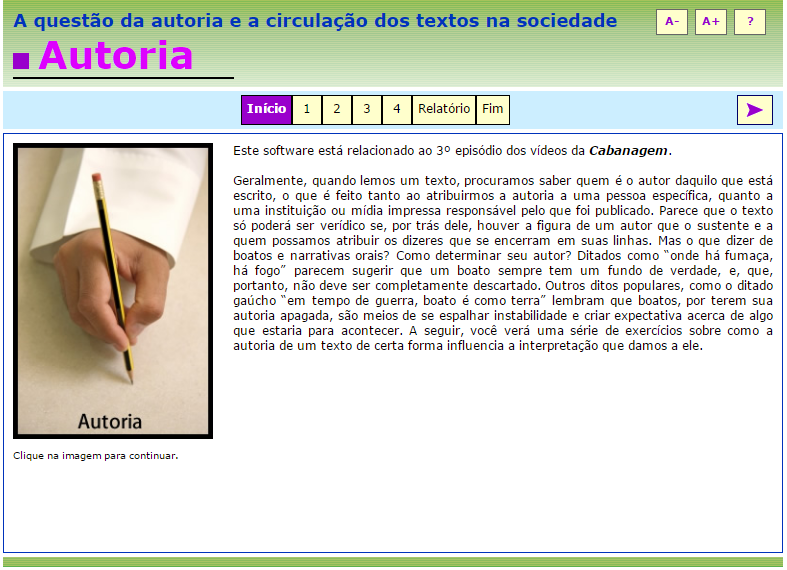 A questão da autoria e a circulação dos textos na sociedade
A- A+ ?
Autoria
Início 1 2 3 4 Relatório Fim
Este software está relacionado ao 3º episódio dos vídeos da Cabanagem.
Geralmente, quando lemos um texto, procuramos saber quem é o autor daquilo que está
escrito, o que é feito tanto ao atribuirmos a autoria a uma pessoa específica, quanto a
uma instituição ou mídia impressa responsável pelo que foi publicado. Parece que o texto
só poderá ser verídico se, por trás dele, houver a figura de um autor que o sustente e a
quem possamos atribuir os dizeres que se encerram em suas linhas. Mas o que dizer de
boatos e narrativas orais? Como determinar seu autor? Ditados como “onde há fumaça,
há fogo” parecem sugerir que um boato sempre tem um fundo de verdade, e, que,
portanto, não deve ser completamente descartado. Outros ditos populares, como o ditado
gaúcho “em tempo de guerra, boato é como terra” lembram que boatos, por terem sua
autoria apagada, são meios de se espalhar instabilidade e criar expectativa acerca de algo
que estaria para acontecer. A seguir, você verá uma série de exercícios sobre como a
autoria de um texto de certa forma influencia a interpretação que damos a ele.
Autoria
Clique na imagem para continuar.